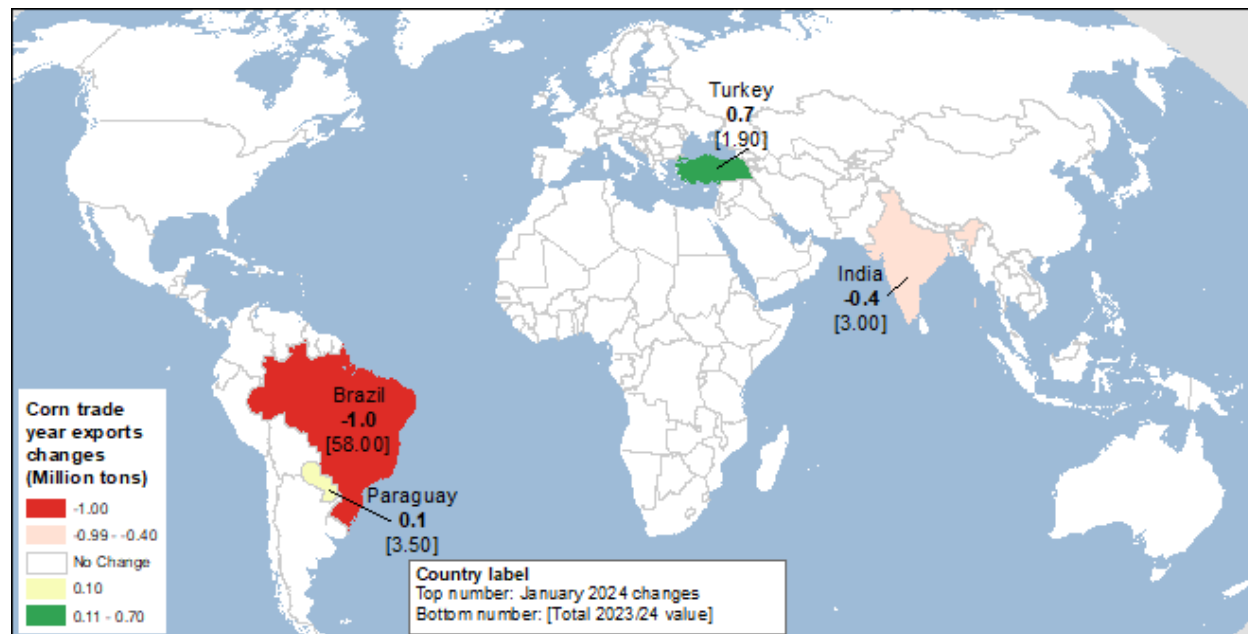 Turkey
0.7
[1.90]
India
-0.4
[3.00]
Brazil
-1.0
[58.00]
Paraguay
0.1
[3.50]
Corn trade
year exports
changes
(Million tons)
-1.00
-0.99 - -0.40
No Change
0.10
0.11 - 0.70
Country label
Top number: January 2024 changes
Bottom number: [Total 2023/24 value]